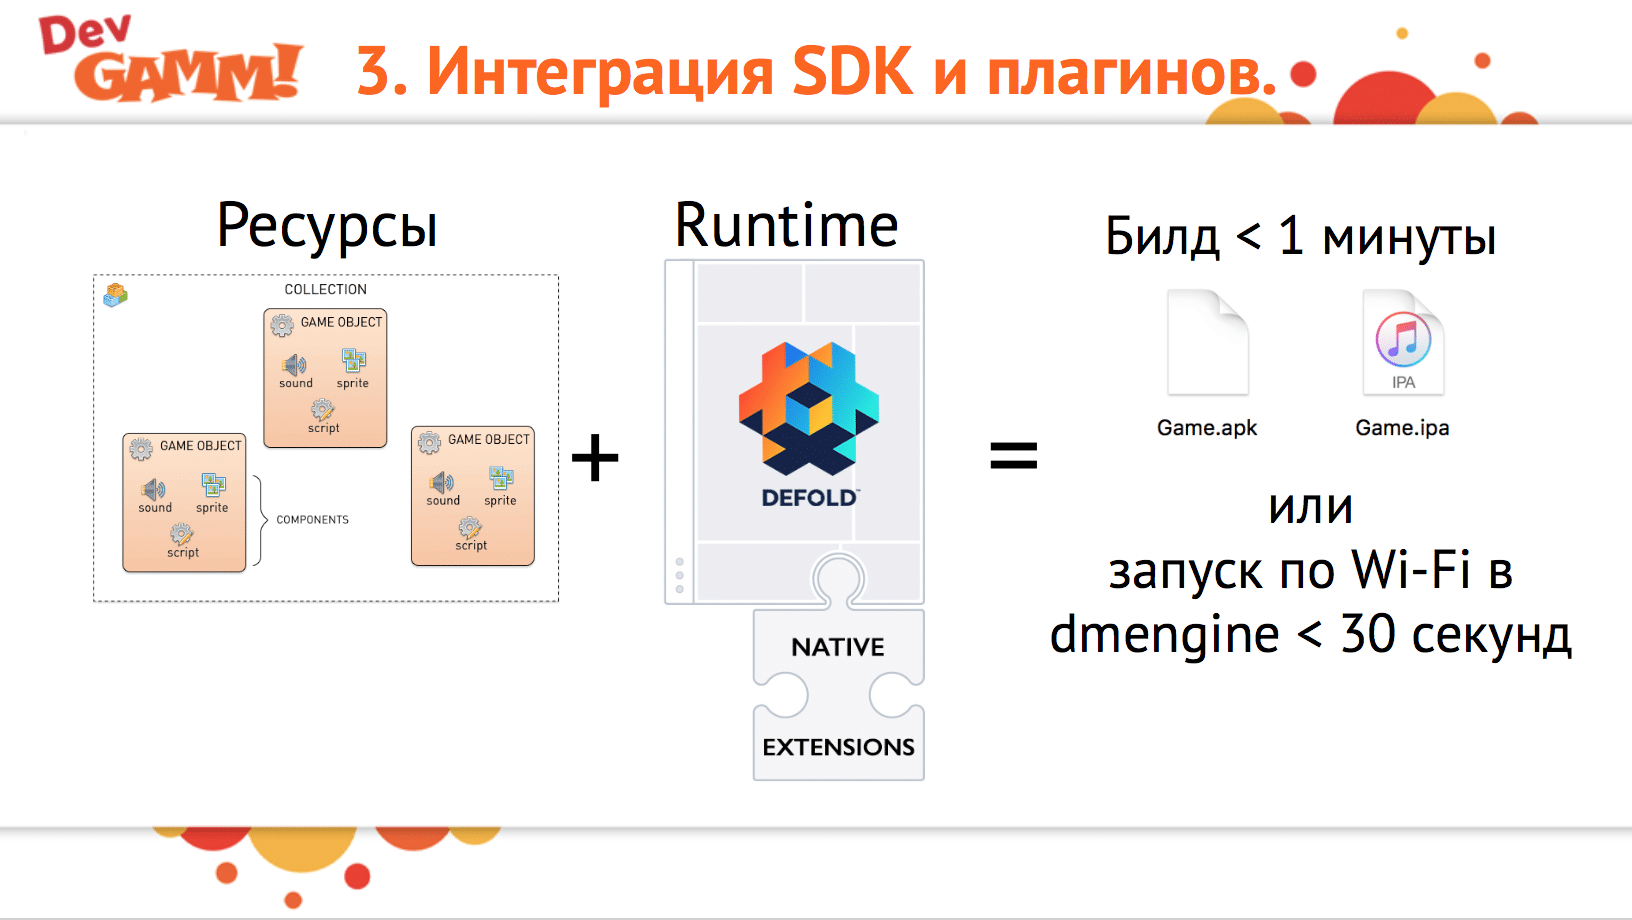 Dev
GAMM!
3. Интеграция SDK и плагинов.
Ресурсы
COLLECTION
GAME OBJECT
sound
sprite
script
GAME OBJECT
sound
sprite
script
COMPONENTS
GAME OBJECT
sound
sprite
script
+
Runtime
DEFOLD™
NATIVE
EXTENSIONS
=
Билд < 1 минуты
IPA
Game.apk
Game.ipa
или
запуск по Wi-Fi в
dmengine < 30 секунд